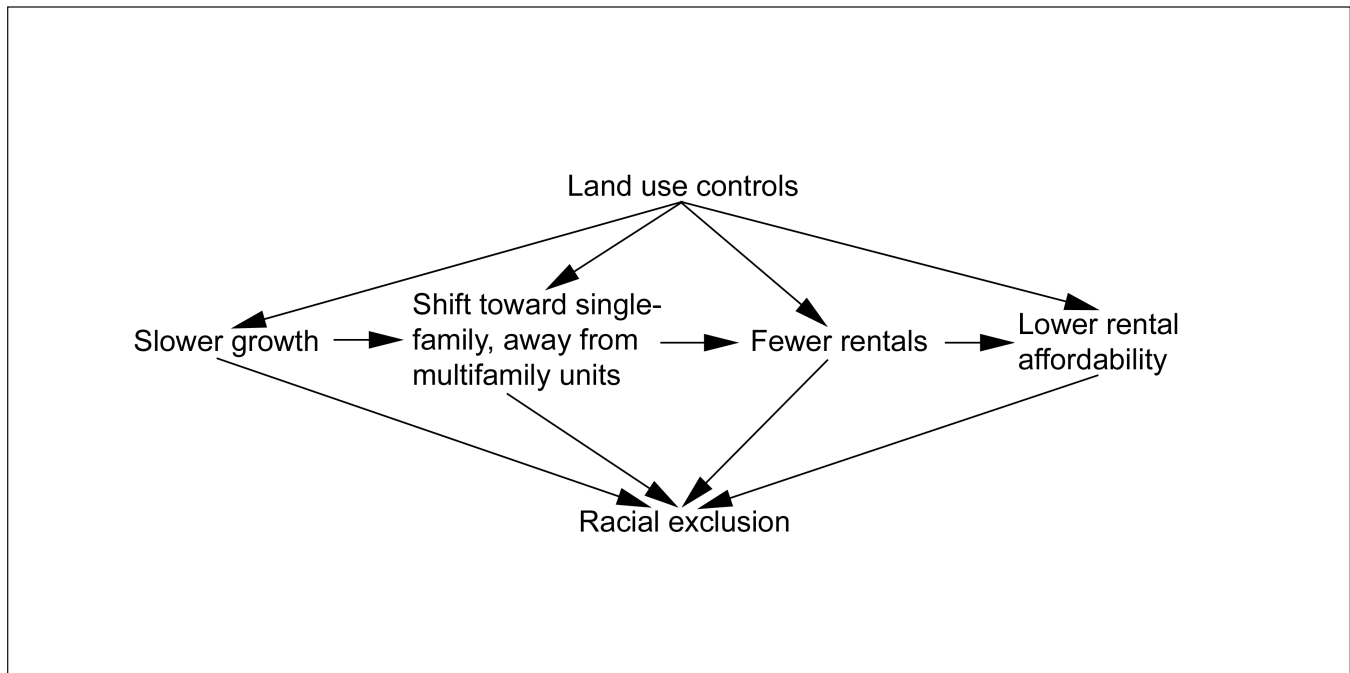 Land use controls
Slower growth
Shift toward single-
family, away from
multifamily units
Fewer rentals
Lower rental
affordability
Racial exclusion